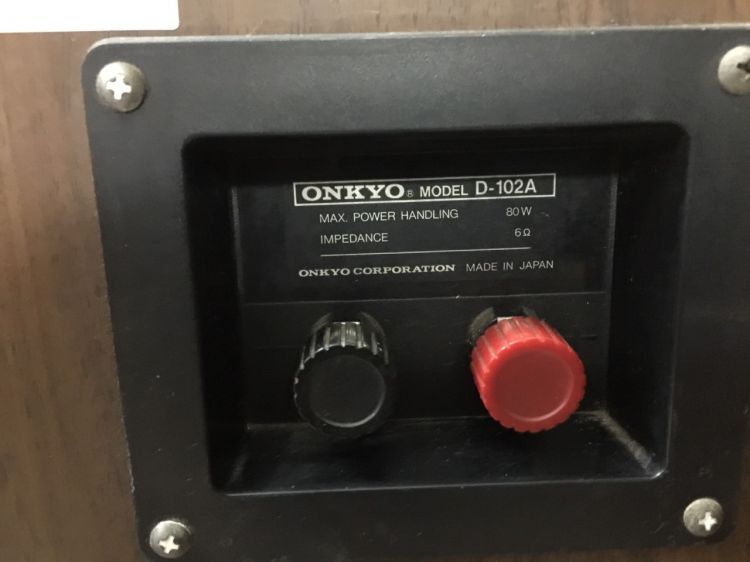 ONKYO® MODEL D-102A
MAX. POWER HANDLING 80W
IMPEDANCE 6Ω
ONKYO CORPORATION MADE IN JAPAN